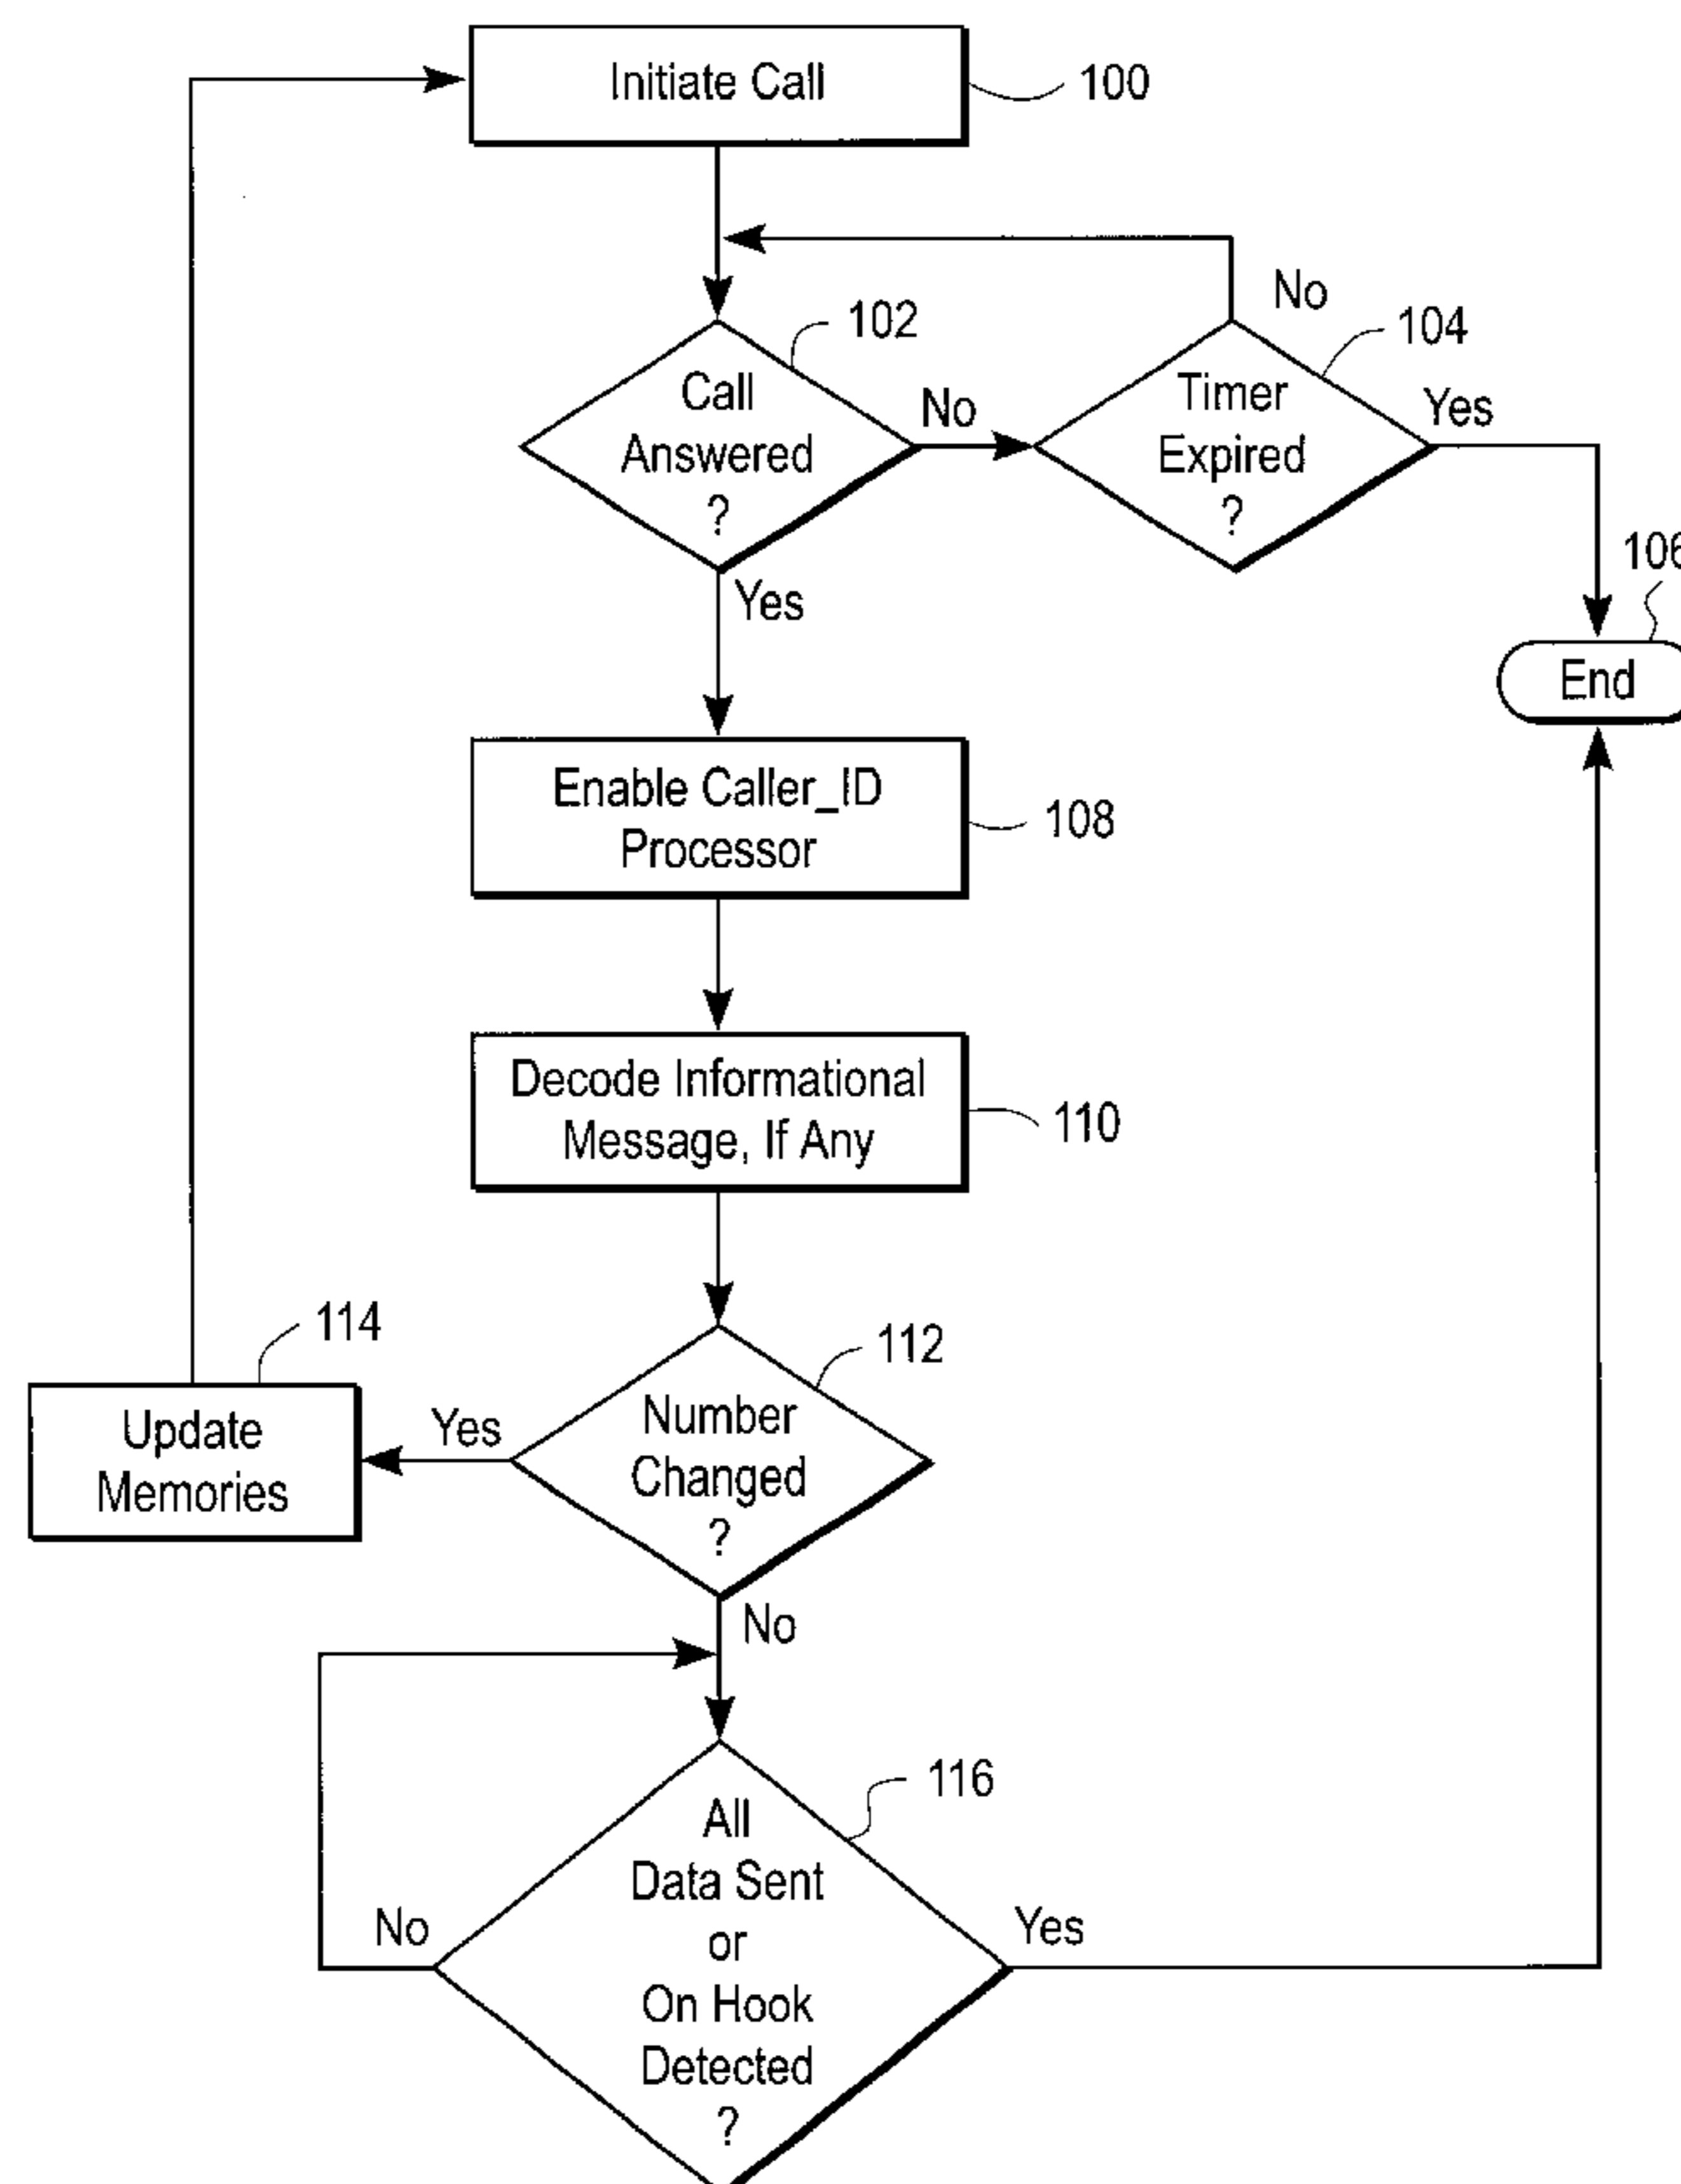 Initiate Call
100
No
102
104
Call
Answered
?
No
Timer
Expired
?
Yes
106
Yes
End
Enable Caller_ID
Processor
108
Decode Informational
Message, If Any
110
114
112
Update
Memories
Yes
Number
Changed
?
No
116
All
Data Sent
or
On Hook
Detected
?
No
Yes